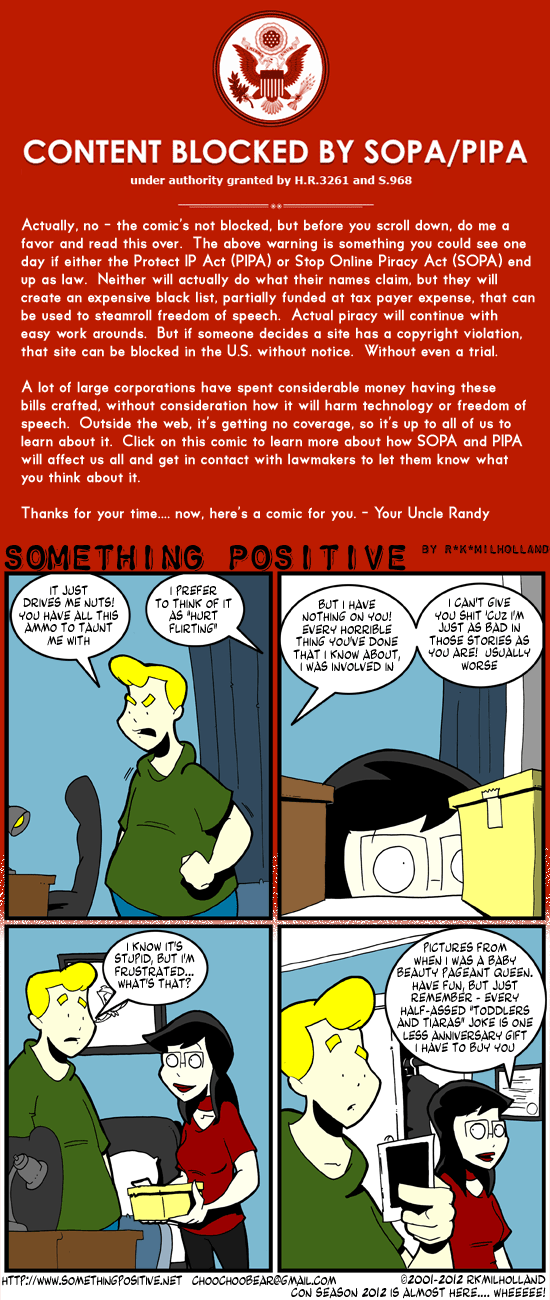 CONTENT BLOCKED BY SOPA/PIPA
under authority granted by H.R.3261 and S.968
Actually, no - the comic's not blocked, but before you scroll down, do me a
favor and read this over. The above warning is something you could see one
day if either the Protect IP Act (PIPA) or Stop Online Piracy Act (SOPA) end
up as law. Neither will actually do what their names claim, but they will
create an expensive black list, partially funded at tax payer expense, that can
be used to steamroll freedom of speech. Actual piracy will continue with
easy work arounds. But if someone decides a site has a copyright violation,
that site can be blocked in the U.S. without notice. Without even a trial.
A lot of large corporations have spent considerable money having these
bills crafted, without consideration how it will harm technology or freedom of
speech. Outside the web, it's getting no coverage, so it's up to all of us to
learn about it. Click on this comic to learn more about how SOPA and PIPA
will affect us all and get in contact with lawmakers to let them know what
you think about it.
Thanks for your time.... now, here's a comic for you. - Your Uncle Randy
SOMETHING POSITIVE BY R*K*MILHOLLAND
IT JUST
DRIVES ME NUTS!
YOU HAVE ALL THIS
AMMO TO TAUNT
ME WITH
I PREFER
TO THINK OF IT
AS "HURT
FLIRTING"
BUT I HAVE
NOTHING ON YOU!
EVERY HORRIBLE
THING YOU'VE DONE
THAT I KNOW ABOUT,
I WAS INVOLVED IN
I CAN'T GIVE
YOU SHIT 'CUZ I'M
JUST AS BAD IN
THOSE STORIES AS
YOU ARE! USUALLY
WORSE
I KNOW IT'S
STUPID, BUT I'M
FRUSTRATED...
WHAT'S THAT?
PICTURES FROM
WHEN I WAS A BABY
BEAUTY PAGEANT QUEEN.
HAVE FUN, BUT JUST
REMEMBER - EVERY
HALF-ASSED "TODDLERS
AND TIARAS" JOKE IS ONE
LESS ANNIVERSARY GIFT
I HAVE TO BUY YOU
HTTP://WWW.SOMETHINGPOSITIVE.NET CHOOCHOOBEAR@GMAIL.COM ©2001-2012 RKMILHOLLAND
CON SEASON 2012 IS ALMOST HERE.... WHEEEEE!